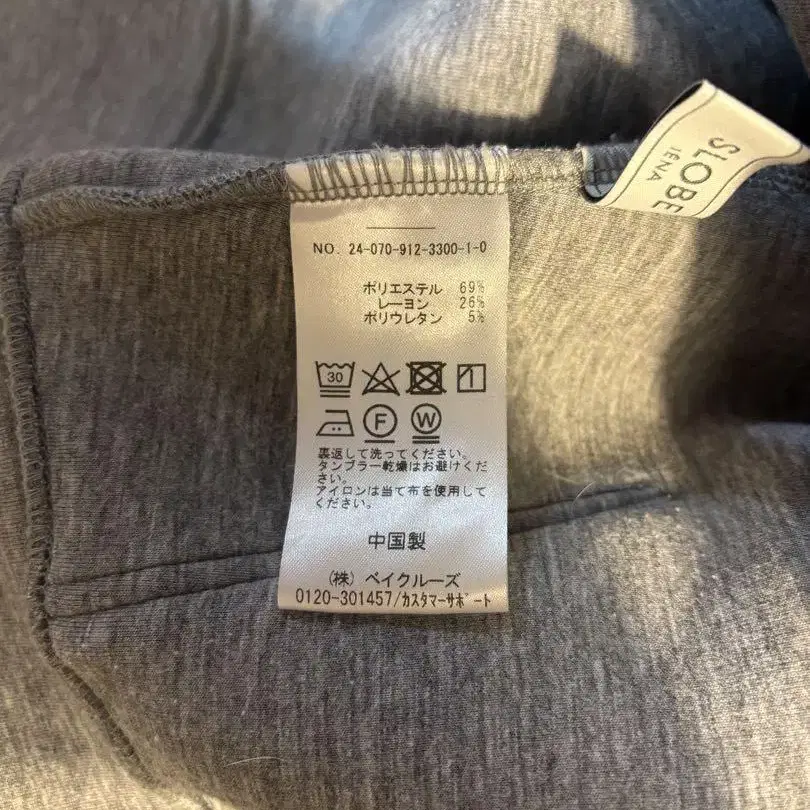 SLOBE
IENA
NO. 24-070-912-3300-1-0
ポリエステル 69%
レーヨン 26%
ポリウレタン 5%
30
F W
裏返して洗ってください。
タンブラー乾燥はお避けくだ
さい。
アイロンは当て布を使用して
ください。
中国製
(株) ベイクルーズ
0120-301457/カスタマーサポート